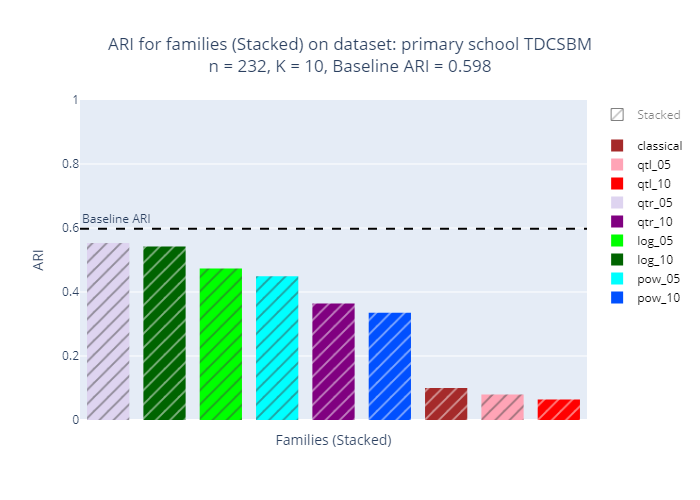 ARI for families (Stacked) on dataset: primary school TDCSBM
n = 232, K = 10, Baseline ARI = 0.598
1
0.8
0.6
0.4
0.2
0
ARI
Baseline ARI
Families (Stacked)
Stacked
classical
qtl_05
qtl_10
qtr_05
qtr_10
log_05
log_10
pow_05
pow_10